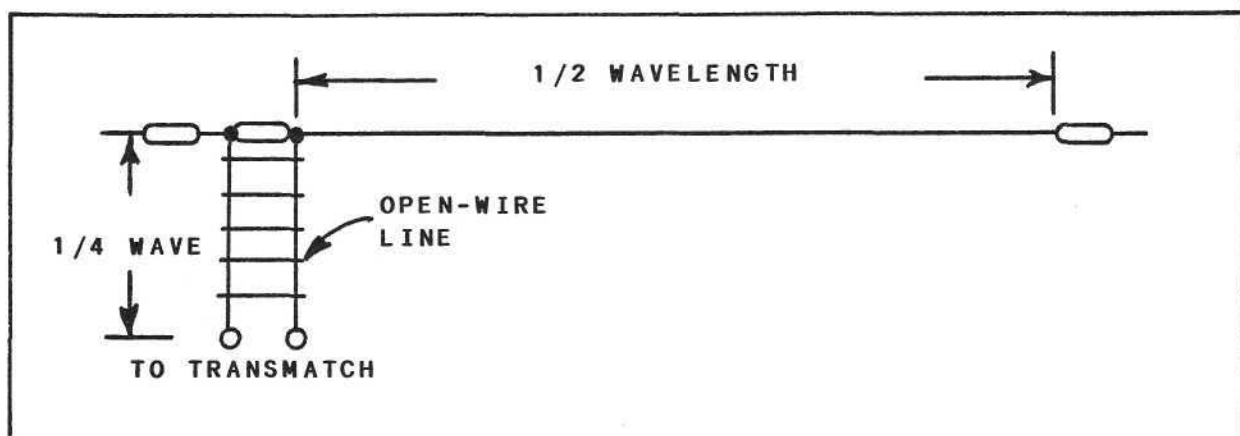 1/2 WAVELENGTH
OPEN-WIRE
LINE
1/4 WAVE
TO TRANSMATCH